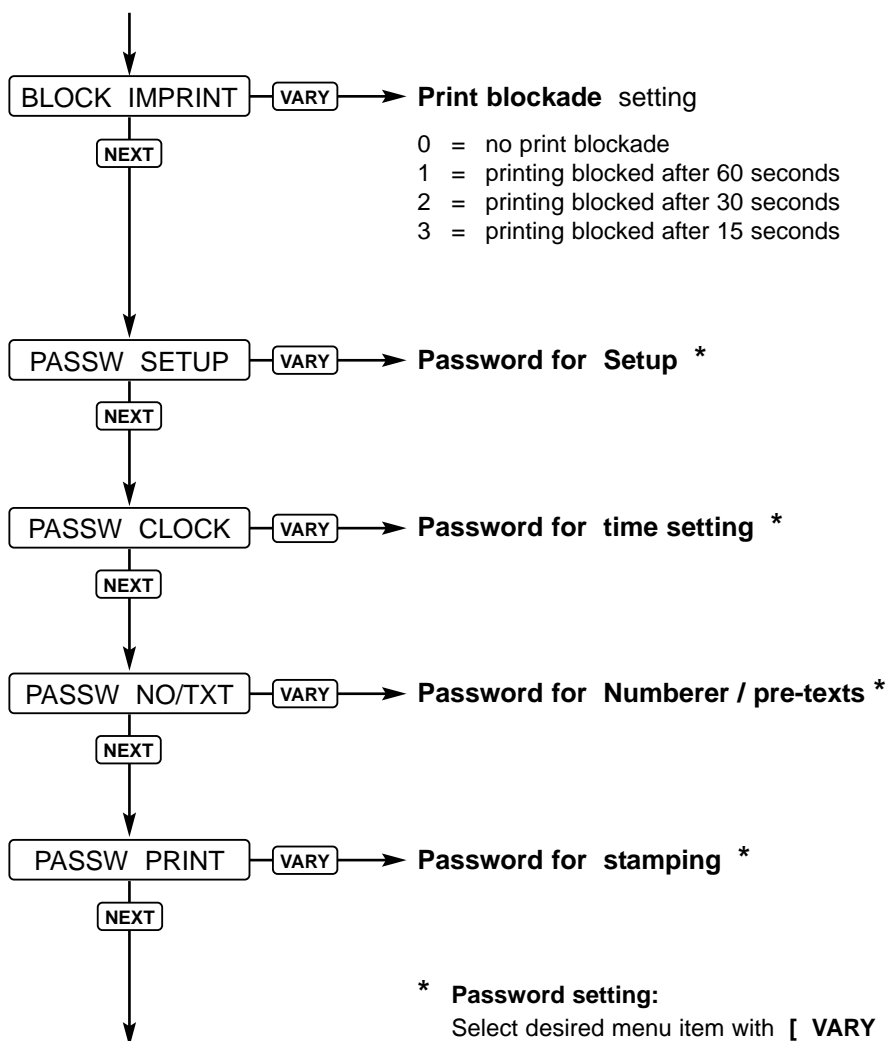 BLOCK IMPRINT VARY Print blockade setting
NEXT
0 = no print blockade
1 = printing blocked after 60 seconds
2 = printing blocked after 30 seconds
3 = printing blocked after 15 seconds
PASSW SETUP VARY Password for Setup *
NEXT
PASSW CLOCK VARY Password for time setting *
NEXT
PASSW NO/TXT VARY Password for Numberer / pre-texts *
NEXT
PASSW PRINT VARY Password for stamping *
NEXT
* Password setting:
Select desired menu item with [ VARY